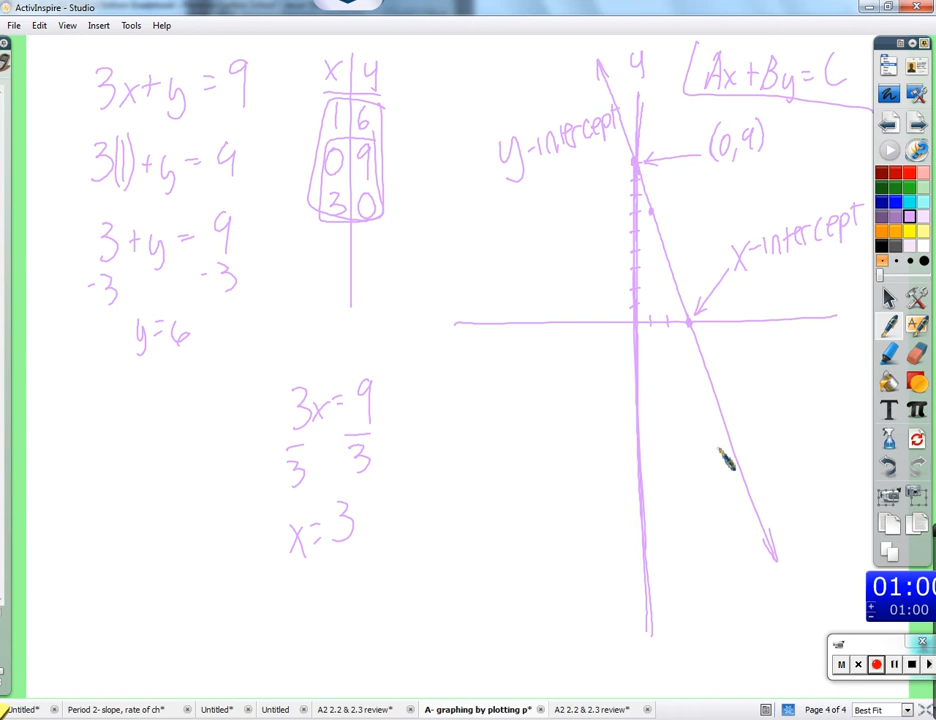 ActivInspire - Studio
File Edit View Insert Tools Help
3x+y=9
3(1)+y=9
3+y=9
-3 -3
y=6
x y
1 6
0 9
3 0
3x=9
3 3
x=3
y
Ax+By=C
y-intercept
(0,9)
x-intercept
T π
01:00
01:00
M
Untitled* Period 2- slope, rate of ch* Untitled* Untitled A2 2.2 & 2.3 review* A- graphing by plotting p* A2 2.2 & 2.3 review* Page 4 of 4 Best Fit